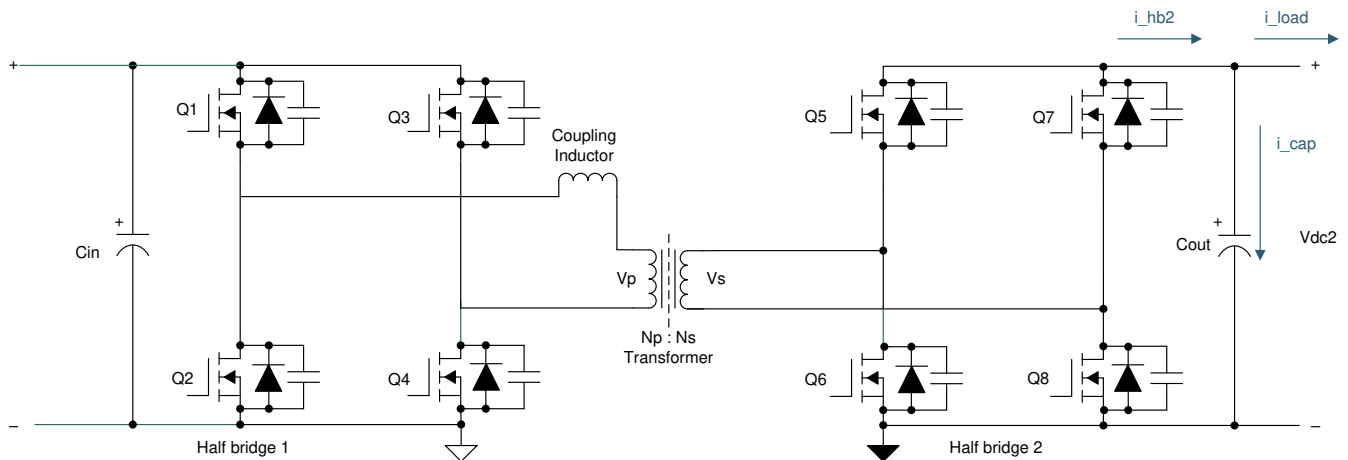 i_hb2
i_load
+
+
Q1
Q3
Q5
Q7
Coupling
Inductor
i_cap
+
Cin
+
Cout
Vdc2
Vp
Vs
Np : Ns
Transformer
Q2
Q4
Q6
Q8
–
–
Half bridge 1
Half bridge 2